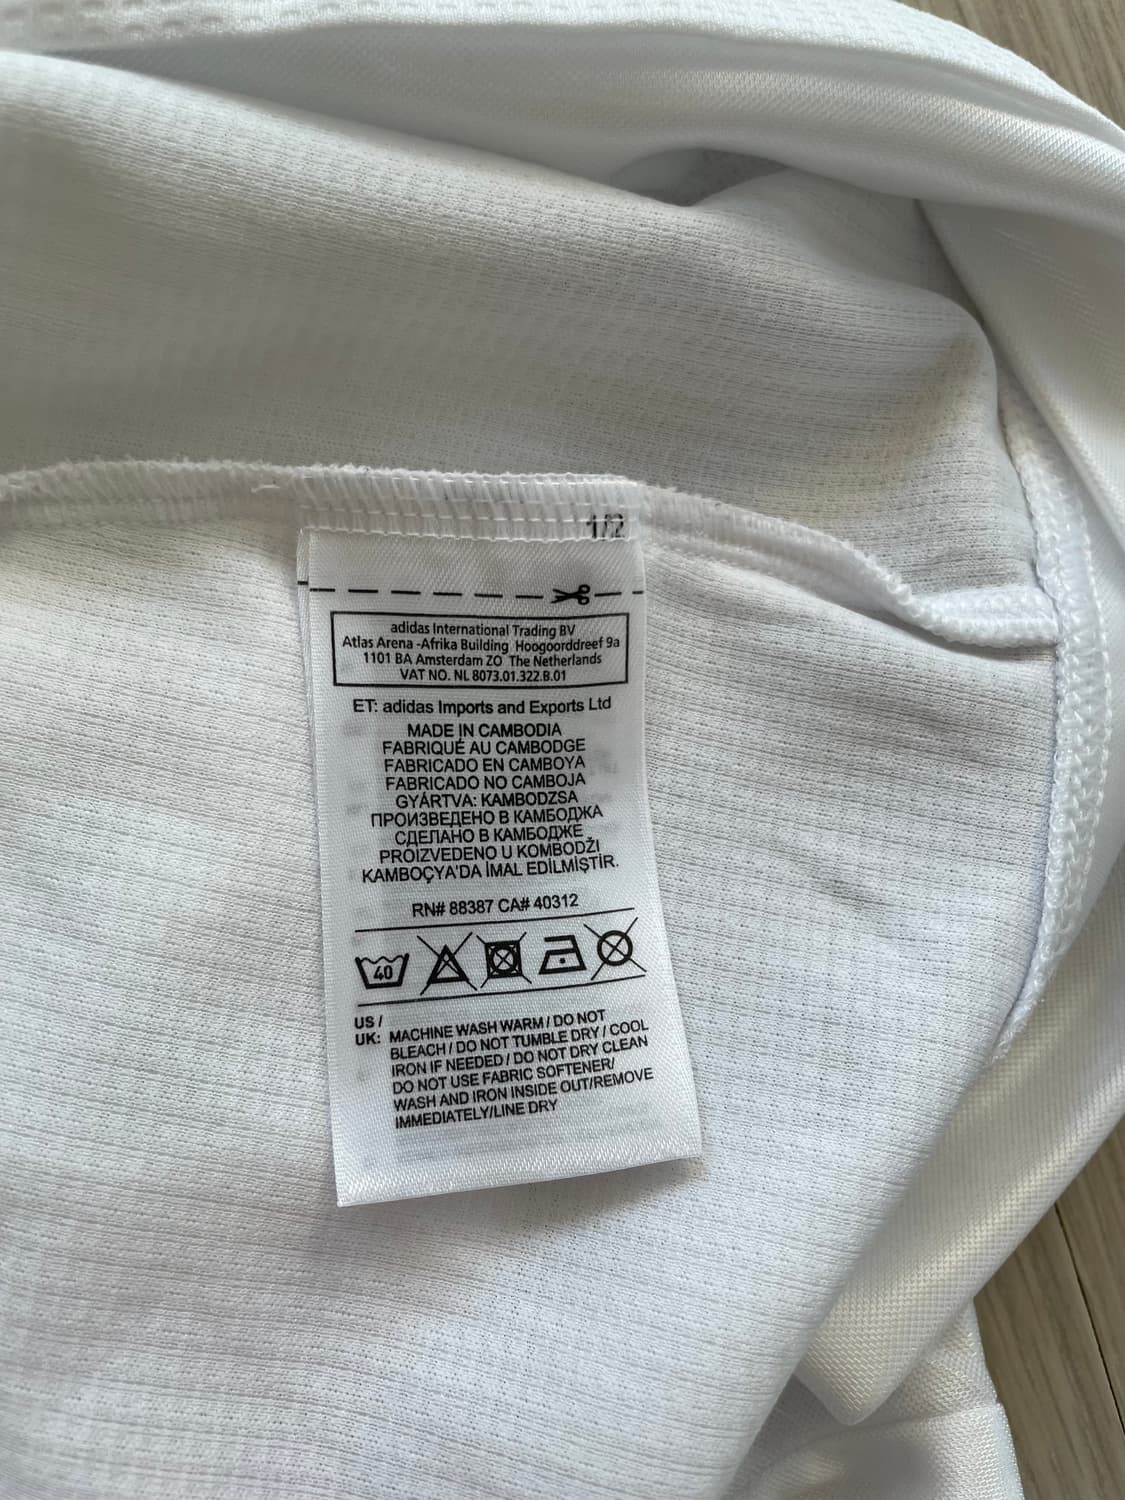 1/2
adidas International Trading BV
Atlas Arena -Afrika Building Hoogoorddreef 9a
1101 BA Amsterdam ZO The Netherlands
VAT NO. NL 8073.01.322.B.01
ET: adidas Imports and Exports Ltd
MADE IN CAMBODIA
FABRIQUÉ AU CAMBODGE
FABRICADO EN CAMBOYA
FABRICADO NO CAMBOJA
GYÁRTVA: KAMBODZSA
ПРОИЗВЕДЕНО В КАМБОДЖА
СДЕЛАНО В КАМБОДЖЕ
PROIZVEDENO U KOMBODŽI
KAMBOÇYA'DA İMAL EDİLMİŞTİR.
RN# 88387 CA# 40312
40
US /
UK: MACHINE WASH WARM / DO NOT
BLEACH / DO NOT TUMBLE DRY / COOL
IRON IF NEEDED / DO NOT DRY CLEAN
DO NOT USE FABRIC SOFTENER/
WASH AND IRON INSIDE OUT/REMOVE
IMMEDIATELY/LINE DRY